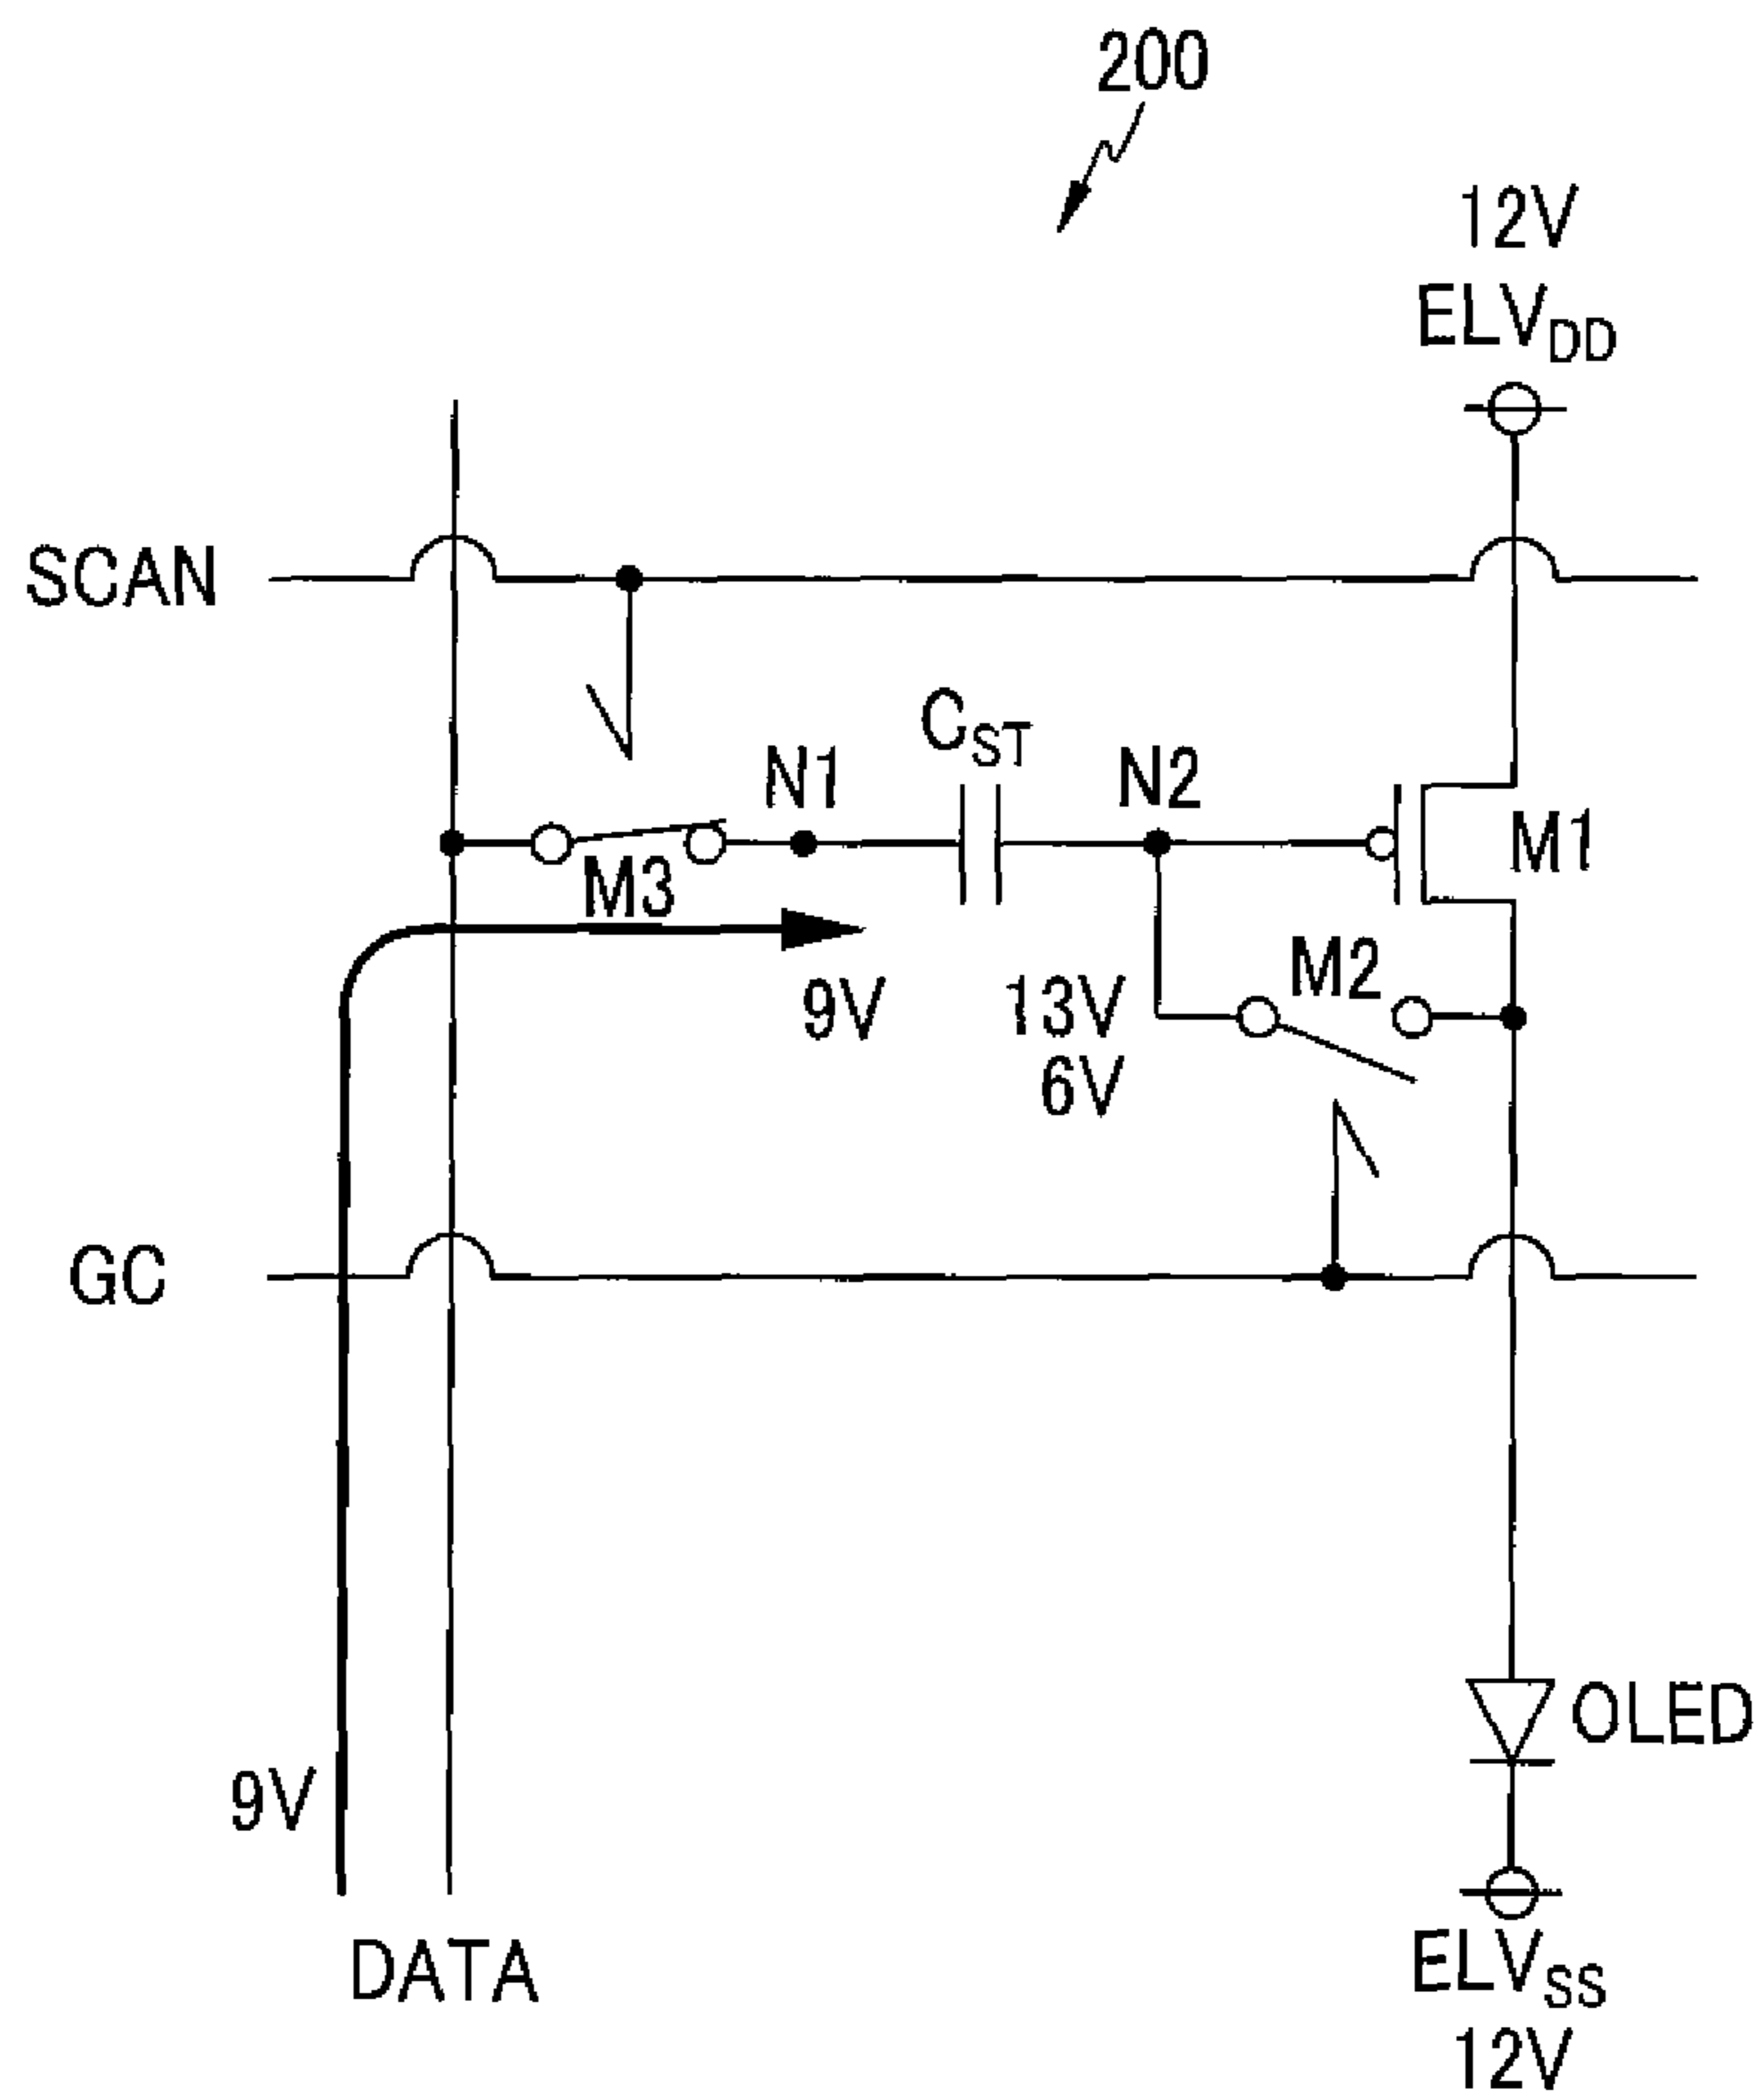 200
12V
ELVDD
SCAN
CST
N1
N2
M1
M3
M2
9V
13V
6V
GC
OLED
9V
DATA
ELVSS
12V